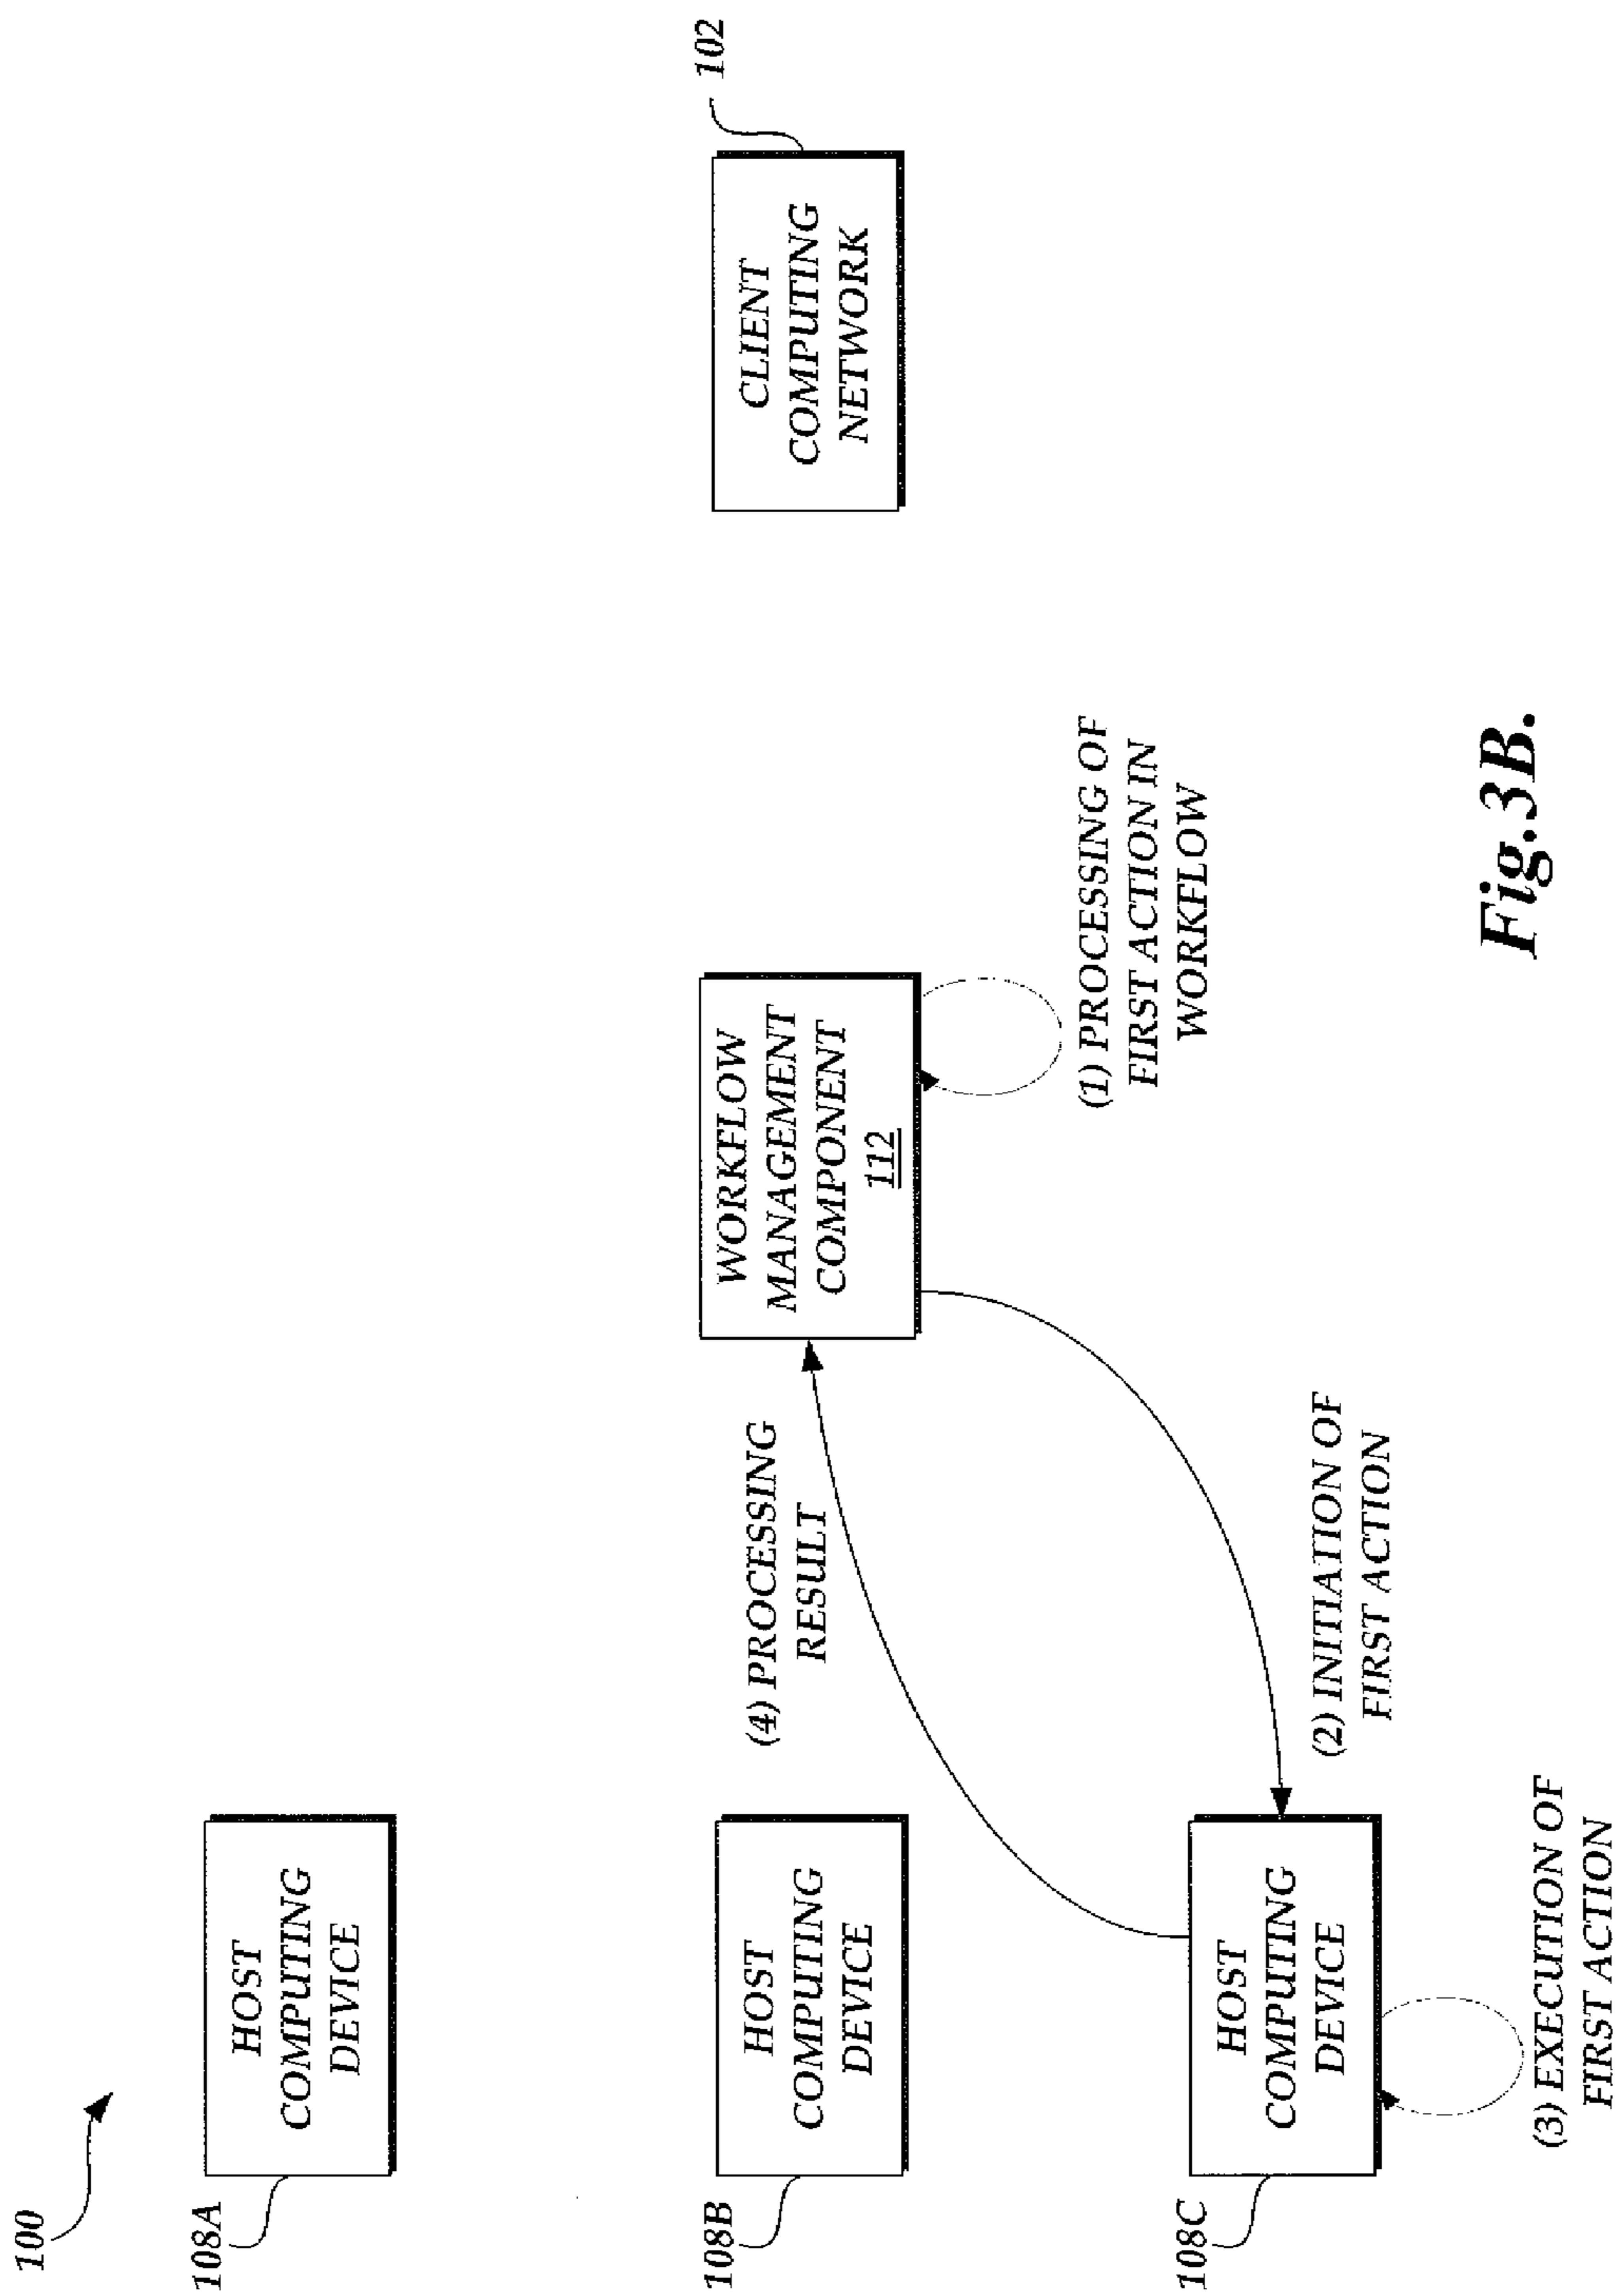 100
108A
HOST
COMPUTING
DEVICE
108B
HOST
COMPUTING
DEVICE
108C
HOST
COMPUTING
DEVICE
(3) EXECUTION OF
FIRST ACTION
(4) PROCESSING
RESULT
(2) INITIATION OF
FIRST ACTION
WORKFLOW
MANAGEMENT
COMPONENT
112
(1) PROCESSING OF
FIRST ACTION IN
WORKFLOW
CLIENT
COMPUTING
NETWORK
102
Fig.3B.